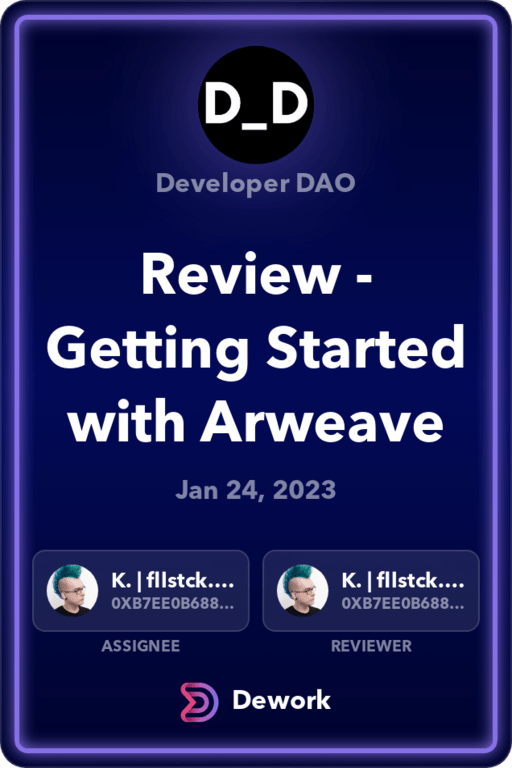 D_D
Developer DAO
Review -
Getting Started
with Arweave
Jan 24, 2023
K. | fllstck....
0XB7EE0B688...
ASSIGNEE
K. | fllstck....
0XB7EE0B688...
REVIEWER
Dework